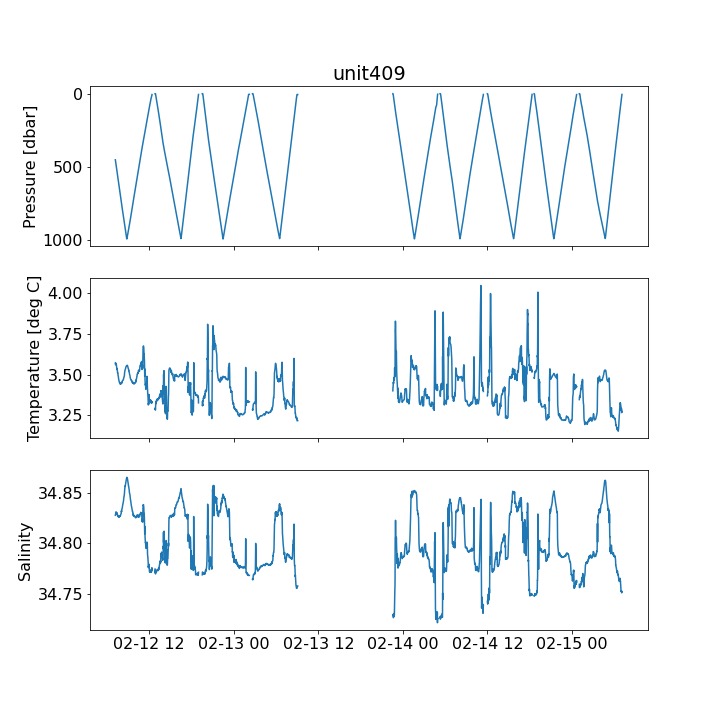 unit409
Pressure [dbar]
0
500
1000
Temperature [deg C]
4.00
3.75
3.50
3.25
Salinity
34.85
34.80
34.75
02-12 12 02-13 00 02-13 12 02-14 00 02-14 12 02-15 00